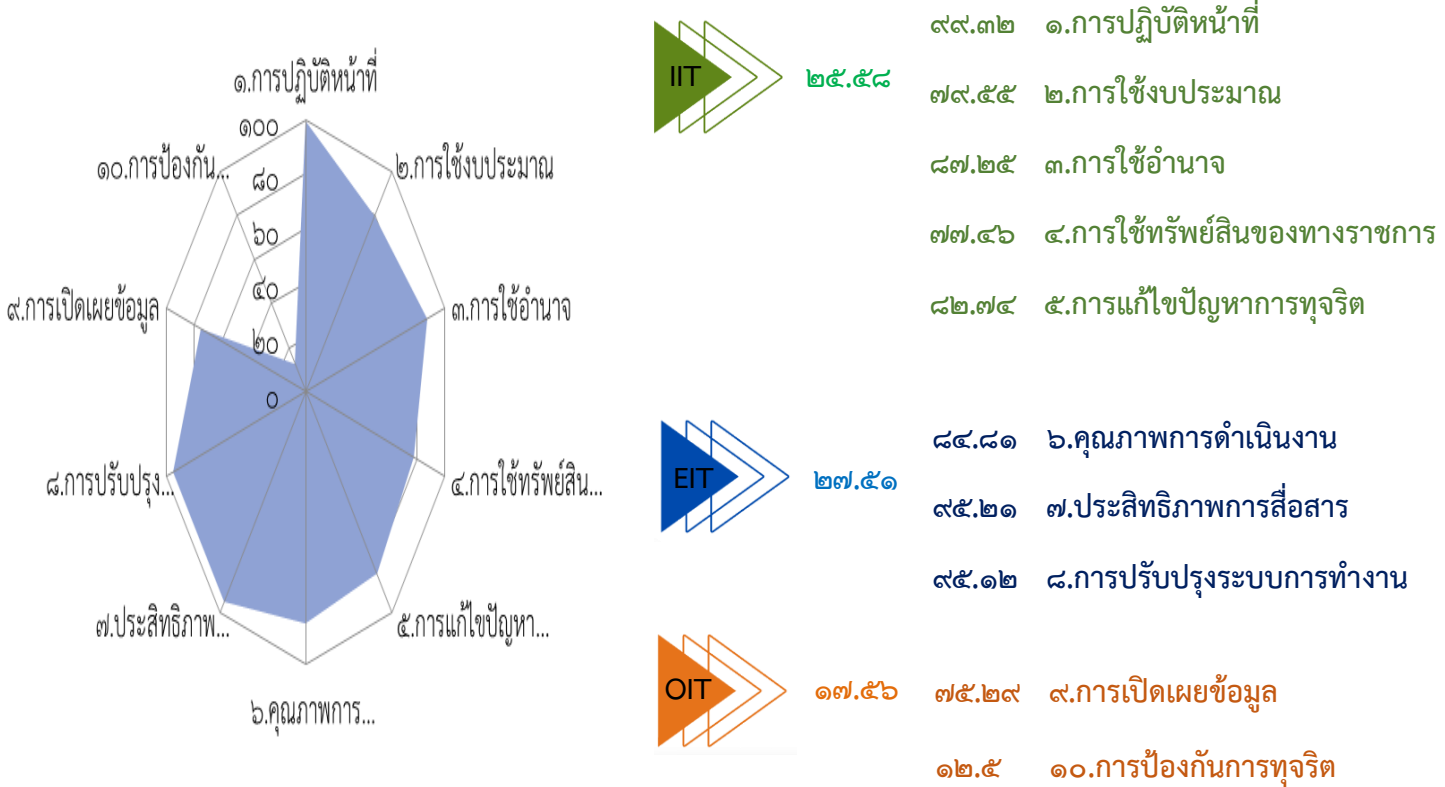 ๑.การปฏิบัติหน้าที่
๑๐๐
๑๐.การป้องกัน...
๒.การใช้งบประมาณ
๘๐
๖๐
๙.การเปิดเผยข้อมูล
๔๐
๓.การใช้อำนาจ
๒๐
๐
๘.การปรับปรุง...
๔.การใช้ทรัพย์สิน...
๗.ประสิทธิภาพ...
๕.การแก้ไขปัญหา...
๖.คุณภาพการ...
IIT ๒๕.๕๘
๙๙.๓๒ ๑.การปฏิบัติหน้าที่
๗๙.๕๕ ๒.การใช้งบประมาณ
๘๗.๒๕ ๓.การใช้อำนาจ
๗๗.๔๖ ๔.การใช้ทรัพย์สินของทางราชการ
๘๒.๗๔ ๕.การแก้ไขปัญหาการทุจริต
EIT ๒๗.๕๑
๘๔.๘๑ ๖.คุณภาพการดำเนินงาน
๙๕.๒๑ ๗.ประสิทธิภาพการสื่อสาร
๙๕.๑๒ ๘.การปรับปรุงระบบการทำงาน
OIT ๑๗.๕๖
๗๕.๒๙ ๙.การเปิดเผยข้อมูล
๑๒.๕ ๑๐.การป้องกันการทุจริต